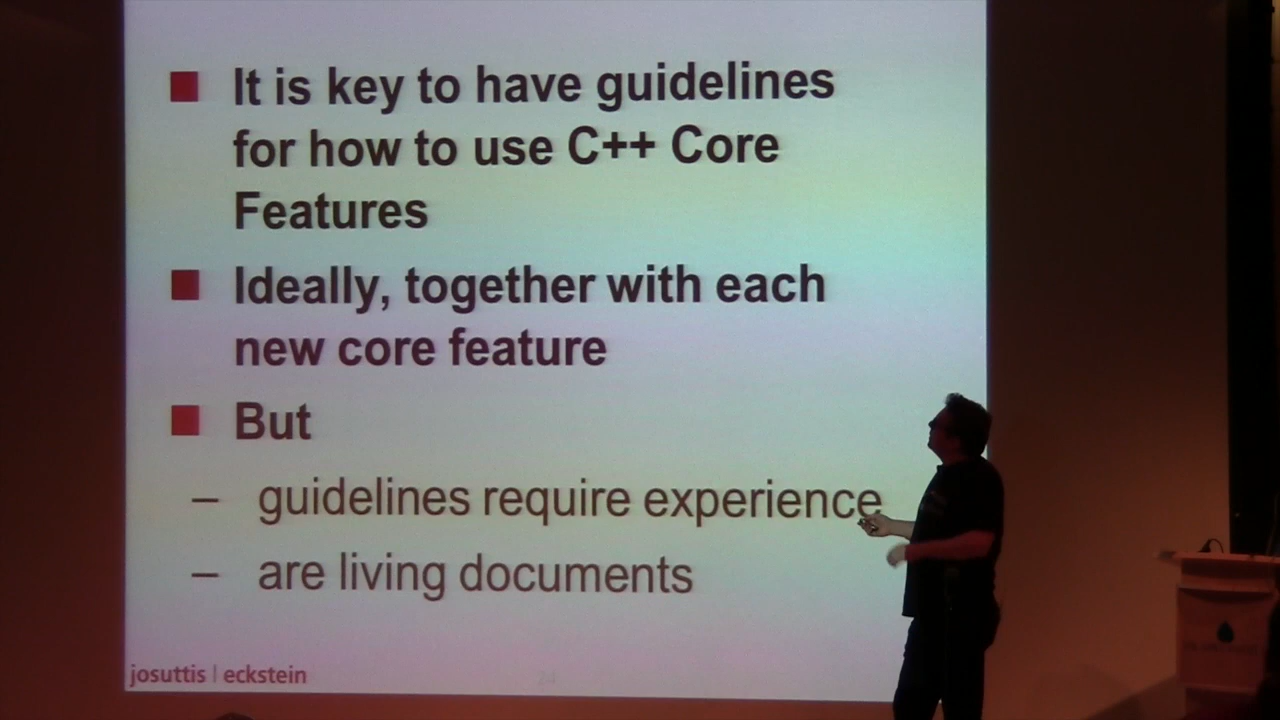 It is key to have guidelines
for how to use C++ Core
Features
Ideally, together with each
new core feature
But
– guidelines require experience
– are living documents
josuttis | eckstein
24